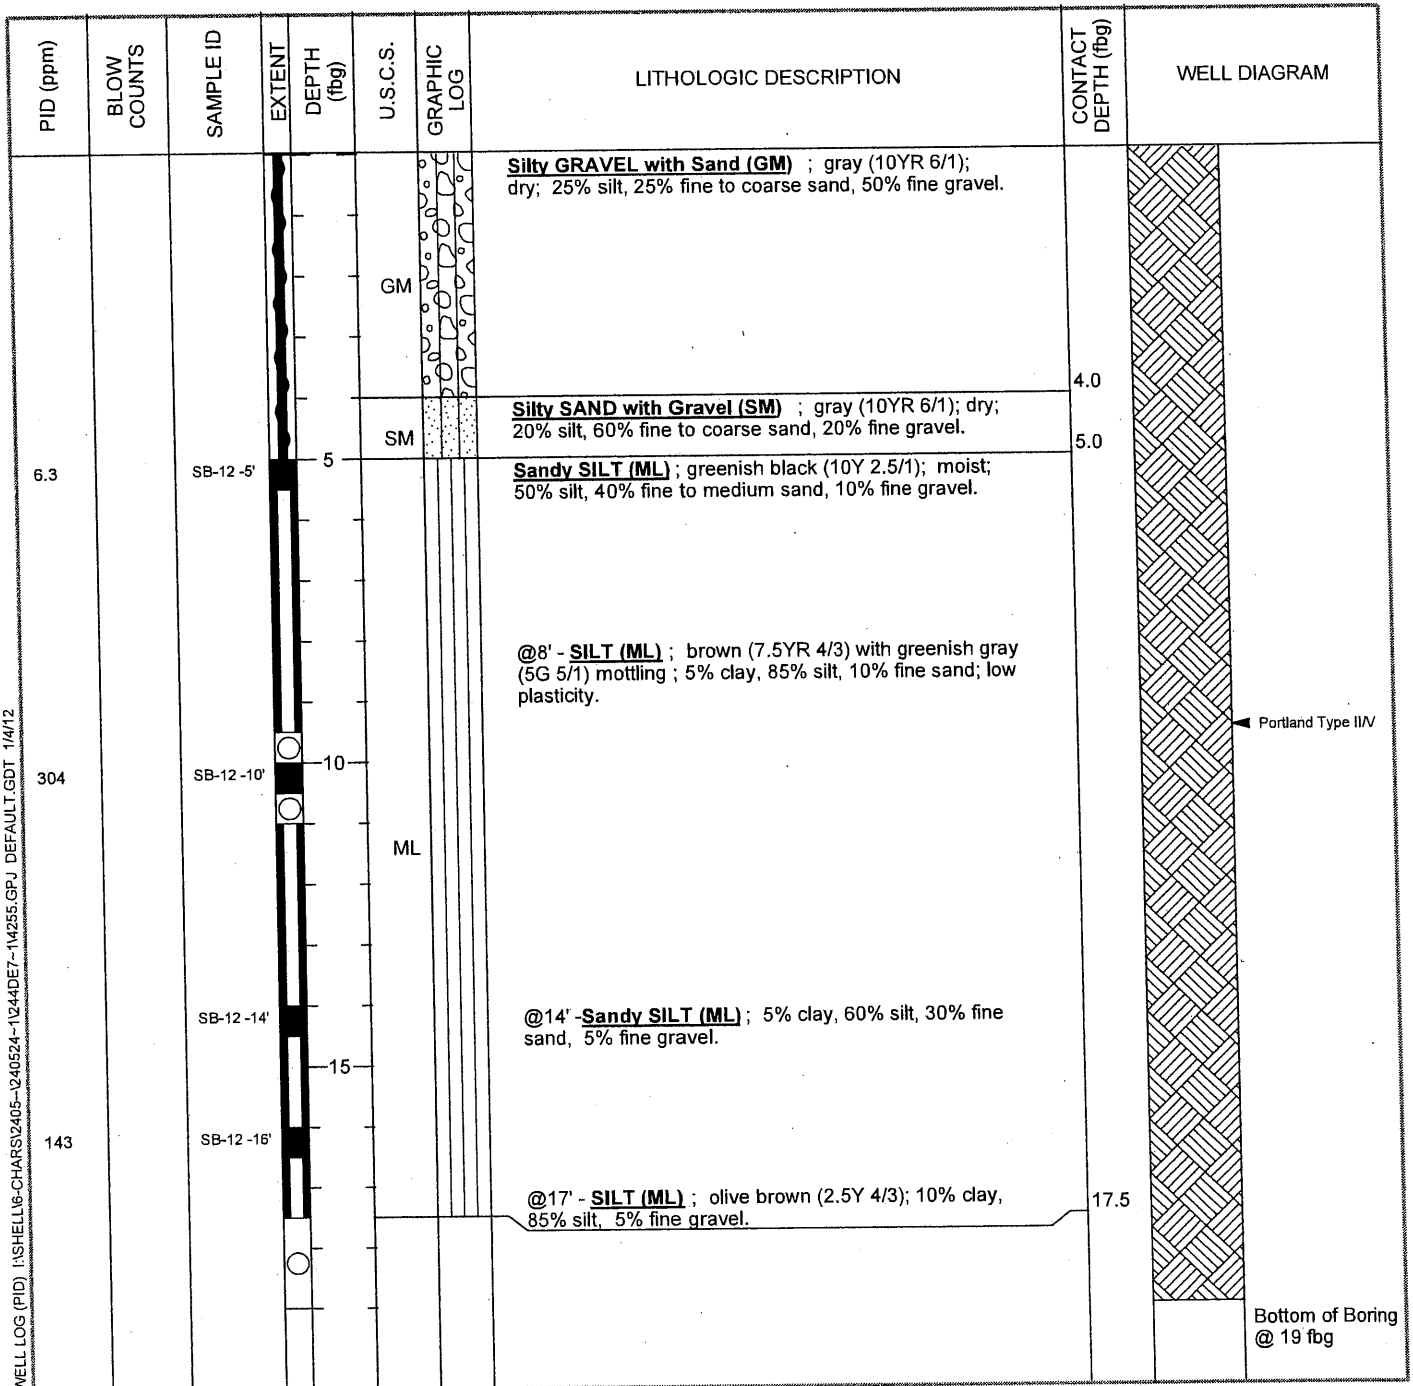 PID (ppm)
BLOW
COUNTS
SAMPLE ID
EXTENT
DEPTH
(fbg)
U.S.C.S.
GRAPHIC
LOG
LITHOLOGIC DESCRIPTION
CONTACT
DEPTH (fbg)
WELL DIAGRAM
Silty GRAVEL with Sand (GM) ; gray (10YR 6/1);
dry; 25% silt, 25% fine to coarse sand, 50% fine gravel.
GM
4.0
Silty SAND with Gravel (SM) ; gray (10YR 6/1); dry;
20% silt, 60% fine to coarse sand, 20% fine gravel.
SM
5.0
6.3
SB-12 -5'
5
Sandy SILT (ML) ; greenish black (10Y 2.5/1); moist;
50% silt, 40% fine to medium sand, 10% fine gravel.
@8' - SILT (ML) ; brown (7.5YR 4/3) with greenish gray
(5G 5/1) mottling ; 5% clay, 85% silt, 10% fine sand; low
plasticity.
Portland Type II/V
304
SB-12 -10'
10
ML
SB-12 -14'
@14' -Sandy SILT (ML) ; 5% clay, 60% silt, 30% fine
sand, 5% fine gravel.
15
143
SB-12 -16'
@17' - SILT (ML) ; olive brown (2.5Y 4/3); 10% clay,
85% silt, 5% fine gravel.
17.5
Bottom of Boring
@ 19 fbg
WELL LOG (PID) I:\SHELL\6-CHARS\2405--\240524~1\244DE7~1\4255.GPJ DEFAULT.GDT 1/4/12